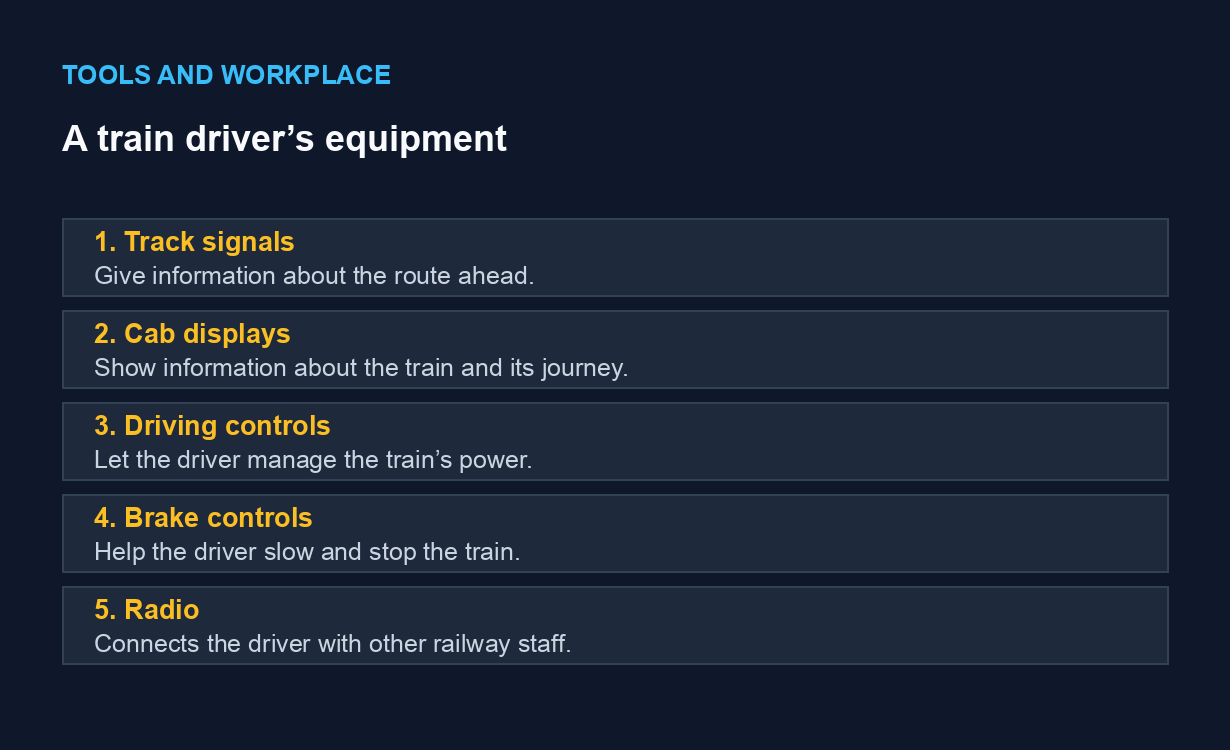 TOOLS AND WORKPLACE
A train driver’s equipment
1. Track signals
Give information about the route ahead.
2. Cab displays
Show information about the train and its journey.
3. Driving controls
Let the driver manage the train’s power.
4. Brake controls
Help the driver slow and stop the train.
5. Radio
Connects the driver with other railway staff.